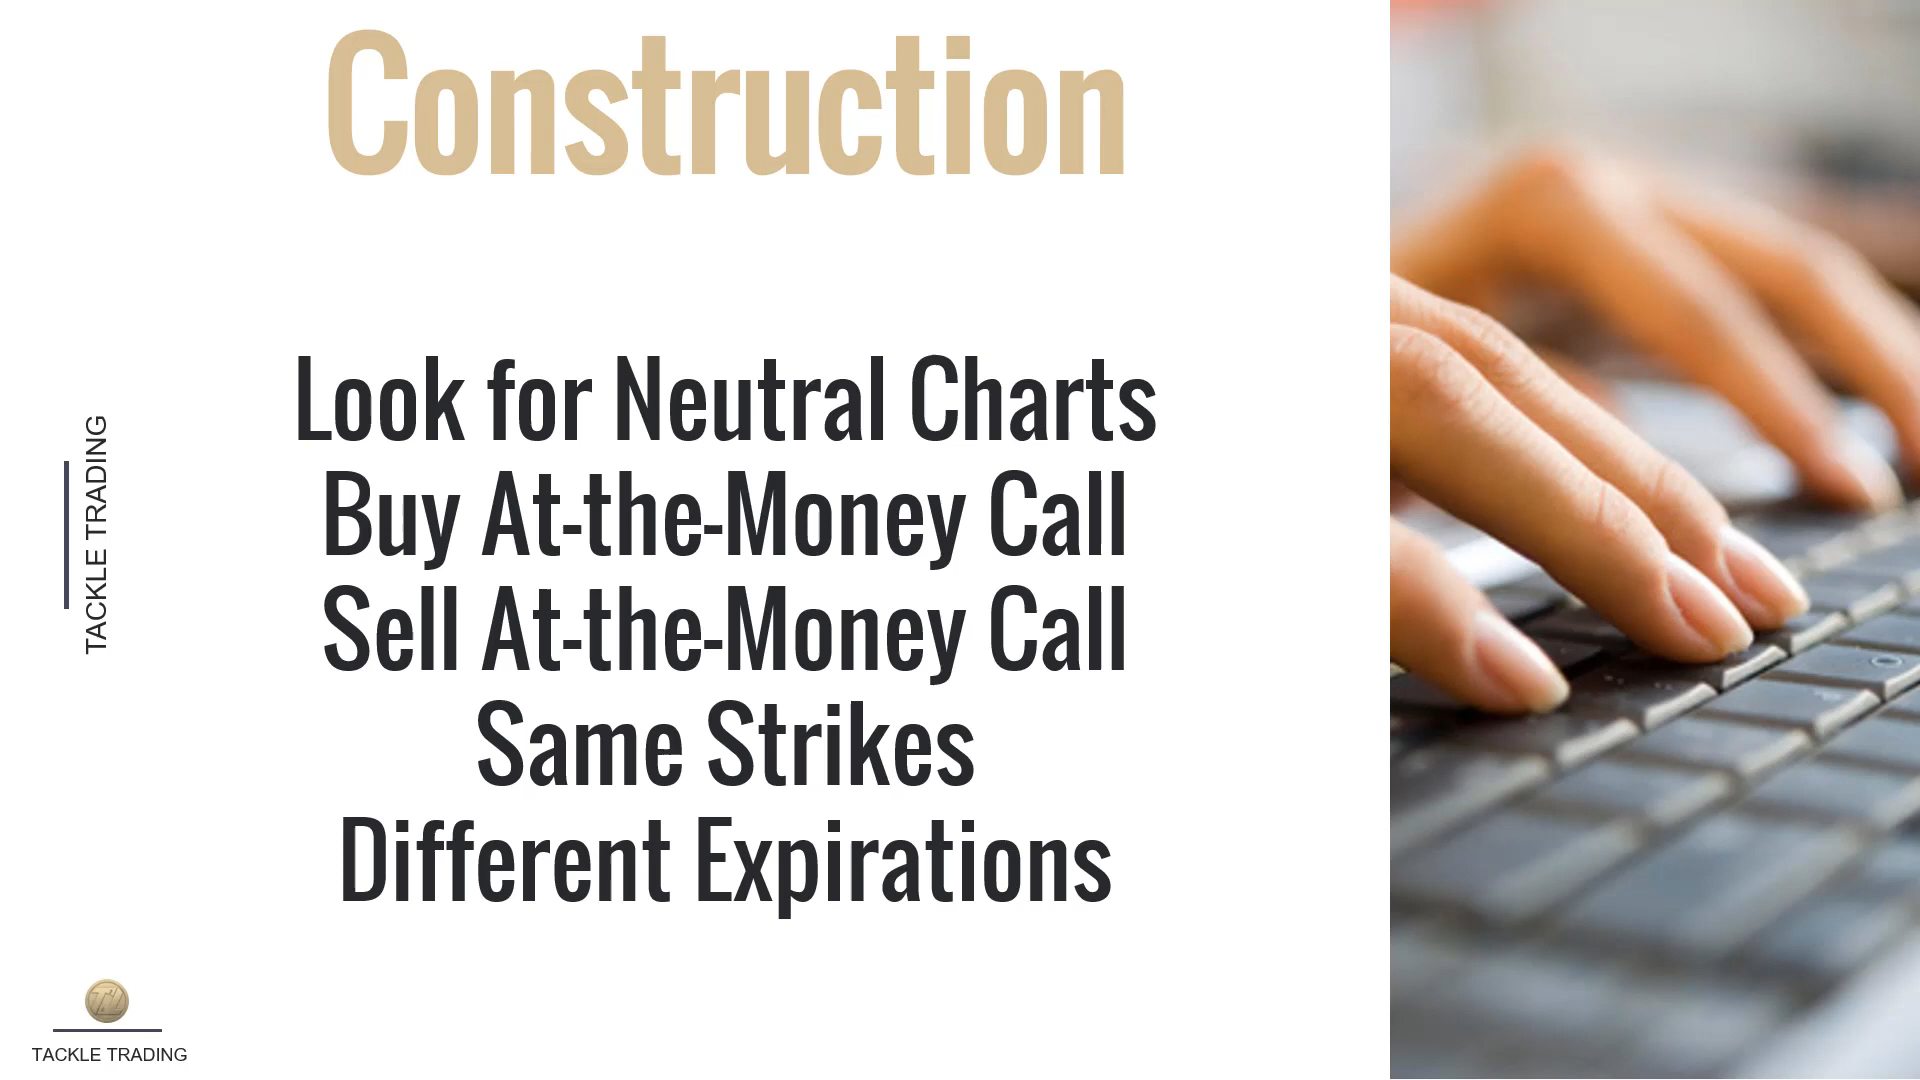 Construction
Look for Neutral Charts
Buy At-the-Money Call
Sell At-the-Money Call
Same Strikes
Different Expirations
TACKLE TRADING
TACKLE TRADING